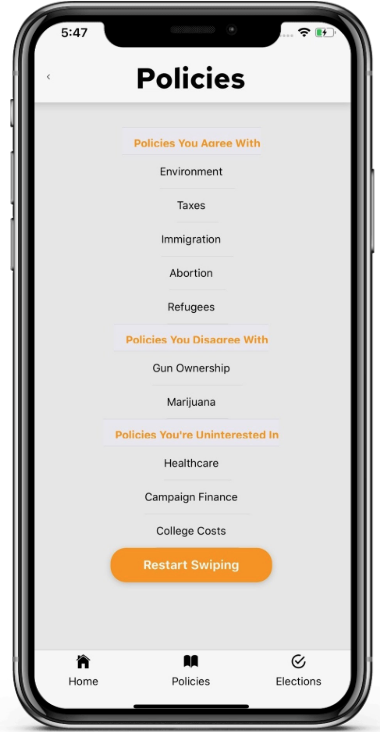 5:47
Policies
Policies You Agree With
Environment
Taxes
Immigration
Abortion
Refugees
Policies You Disagree With
Gun Ownership
Marijuana
Policies You're Uninterested In
Healthcare
Campaign Finance
College Costs
Restart Swiping
Home
Policies
Elections